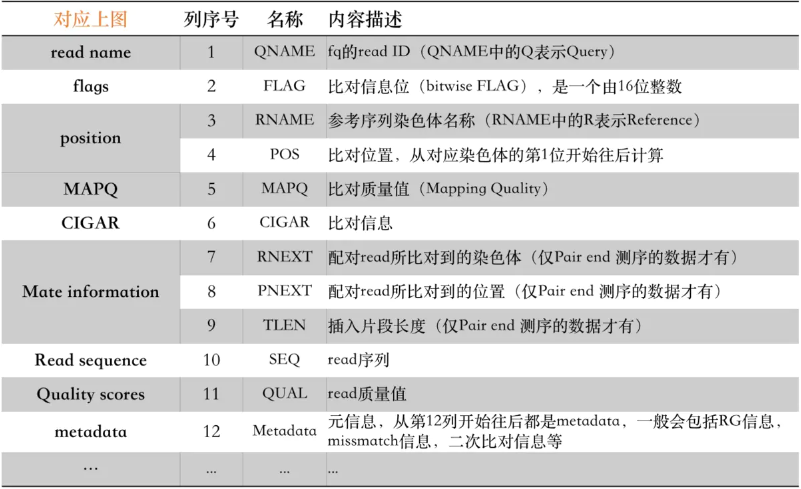 对应上图 列序号 名称 内容描述
read name 1 QNAME fq的read ID（QNAME中的Q表示Query）
flags 2 FLAG 比对信息位（bitwise FLAG），是一个由16位整数
position
3 RNAME 参考序列染色体名称（RNAME中的R表示Reference）
4 POS 比对位置，从对应染色体的第1位开始往后计算
MAPQ 5 MAPQ 比对质量值（Mapping Quality）
CIGAR 6 CIGAR 比对信息
Mate information
7 RNEXT 配对read所比对到的染色体（仅Pair end 测序的数据才有）
8 PNEXT 配对read所比对到的位置（仅Pair end 测序的数据才有）
9 TLEN 插入片段长度（仅Pair end 测序的数据才有）
Read sequence 10 SEQ read序列
Quality scores 11 QUAL read质量值
metadata 12 Metadata 元信息，从第12列开始往后都是metadata，一般会包括RG信息，
missmatch信息，二次比对信息等
... ... ... ...